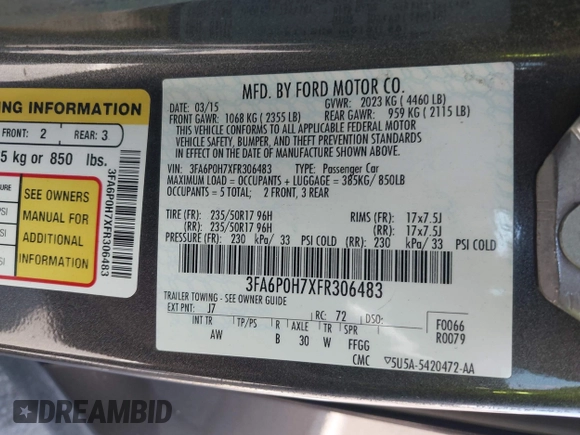 ING INFORMATION
FRONT: 2 REAR: 3
5 kg or 850 lbs.
SEE OWNERS
MANUAL FOR
ADDITIONAL
INFORMATION
3FA6P0H7XFR306483
MFD. BY FORD MOTOR CO.
DATE: 03/15 GVWR: 2023 KG ( 4460 LB)
FRONT GAWR: 1068 KG ( 2355 LB) REAR GAWR: 959 KG ( 2115 LB)
THIS VEHICLE CONFORMS TO ALL APPLICABLE FEDERAL MOTOR
VEHICLE SAFETY, BUMPER, AND THEFT PREVENTION STANDARDS
IN EFFECT ON THE DATE OF MANUFACTURE SHOWN ABOVE.
VIN: 3FA6P0H7XFR306483 TYPE: Passenger Car
MAXIMUM LOAD = OCCUPANTS + LUGGAGE = 385KG/ 850LB
OCCUPANTS = 5 TOTAL; 2 FRONT, 3 REAR
TIRE (FR): 235/50R17 96H RIMS (FR): 17x7.5J
(RR): 235/50R17 96H (RR): 17x7.5J
PRESSURE (FR): 230 kPa/ 33 PSI COLD (RR): 230 kPa/ 33 PSI COLD
3FA6P0H7XFR306483
TRAILER TOWING - SEE OWNER GUIDE
EXT PNT: J7 RC: 72 DSO: F0066
INT TR TP/PS R AXLE TR SPR R0079
AW B 30 W FFGG
CMC 5U5A-5420472-AA
DREAMBID